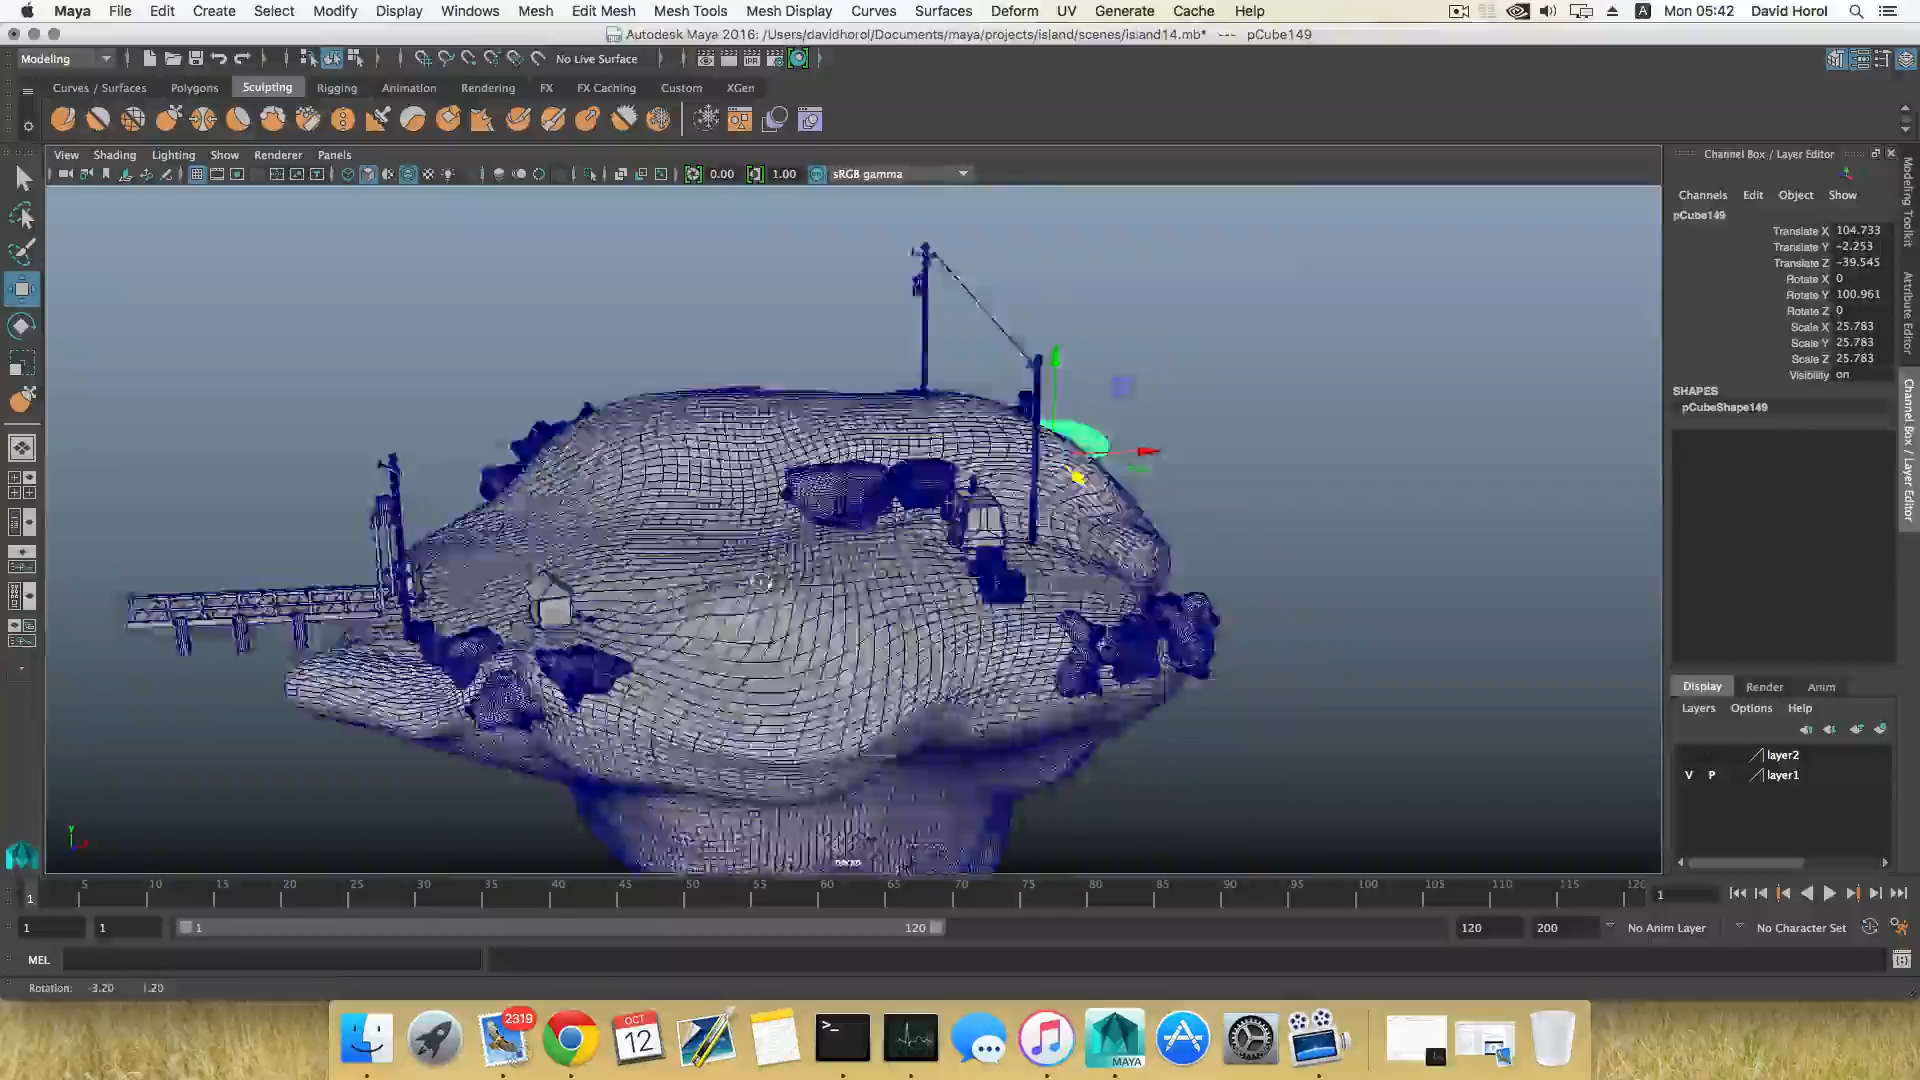 Maya File Edit Create Select Modify Display Windows Mesh Edit Mesh Mesh Tools Mesh Display Curves Surfaces Deform UV Generate Cache Help A Mon 05:42 David Horol
Autodesk Maya 2016: /Users/davidhorol/Documents/maya/projects/island/scenes/island14.mb* --- pCube149
Modeling No Live Surface
Curves / Surfaces Polygons Sculpting Rigging Animation Rendering FX FX Caching Custom XGen
View Shading Lighting Show Renderer Panels
0.00 1.00 sRGB gamma
Channel Box / Layer Editor
Channels Edit Object Show
pCube149
Translate X 104.733
Translate Y -2.253
Translate Z -39.545
Rotate X 0
Rotate Y 100.961
Rotate Z 0
Scale X 25.783
Scale Y 25.783
Scale Z 25.783
Visibility on
SHAPES
pCubeShape149
Modeling Toolkit
Attribute Editor
Channel Box / Layer Editor
Display Render Anim
Layers Options Help
layer2
V P layer1
persp
1 5 10 15 20 25 30 35 40 45 50 55 60 65 70 75 80 85 90 95 100 105 110 115 120 1
1 1 1 120 120 200 No Anim Layer No Character Set
MEL
Rotation: -3.20 1.20
2319
OCT
12
MAYA